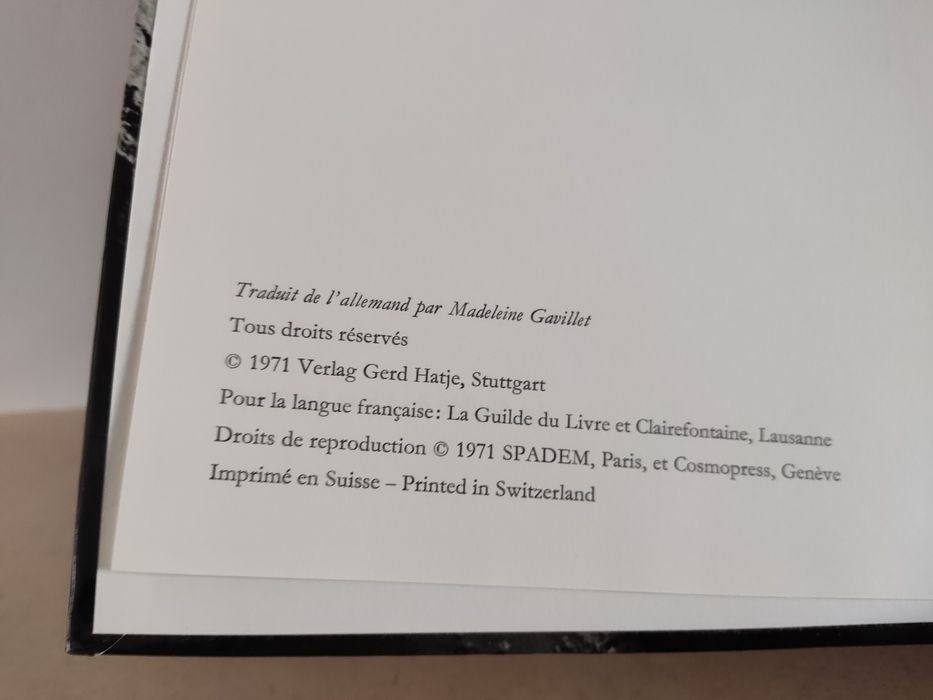 Traduit de l'allemand par Madeleine Gavillet
Tous droits réservés
© 1971 Verlag Gerd Hatje, Stuttgart
Pour la langue française: La Guilde du Livre et Clairefontaine, Lausanne
Droits de reproduction © 1971 SPADEM, Paris, et Cosmopress, Genève
Imprimé en Suisse – Printed in Switzerland